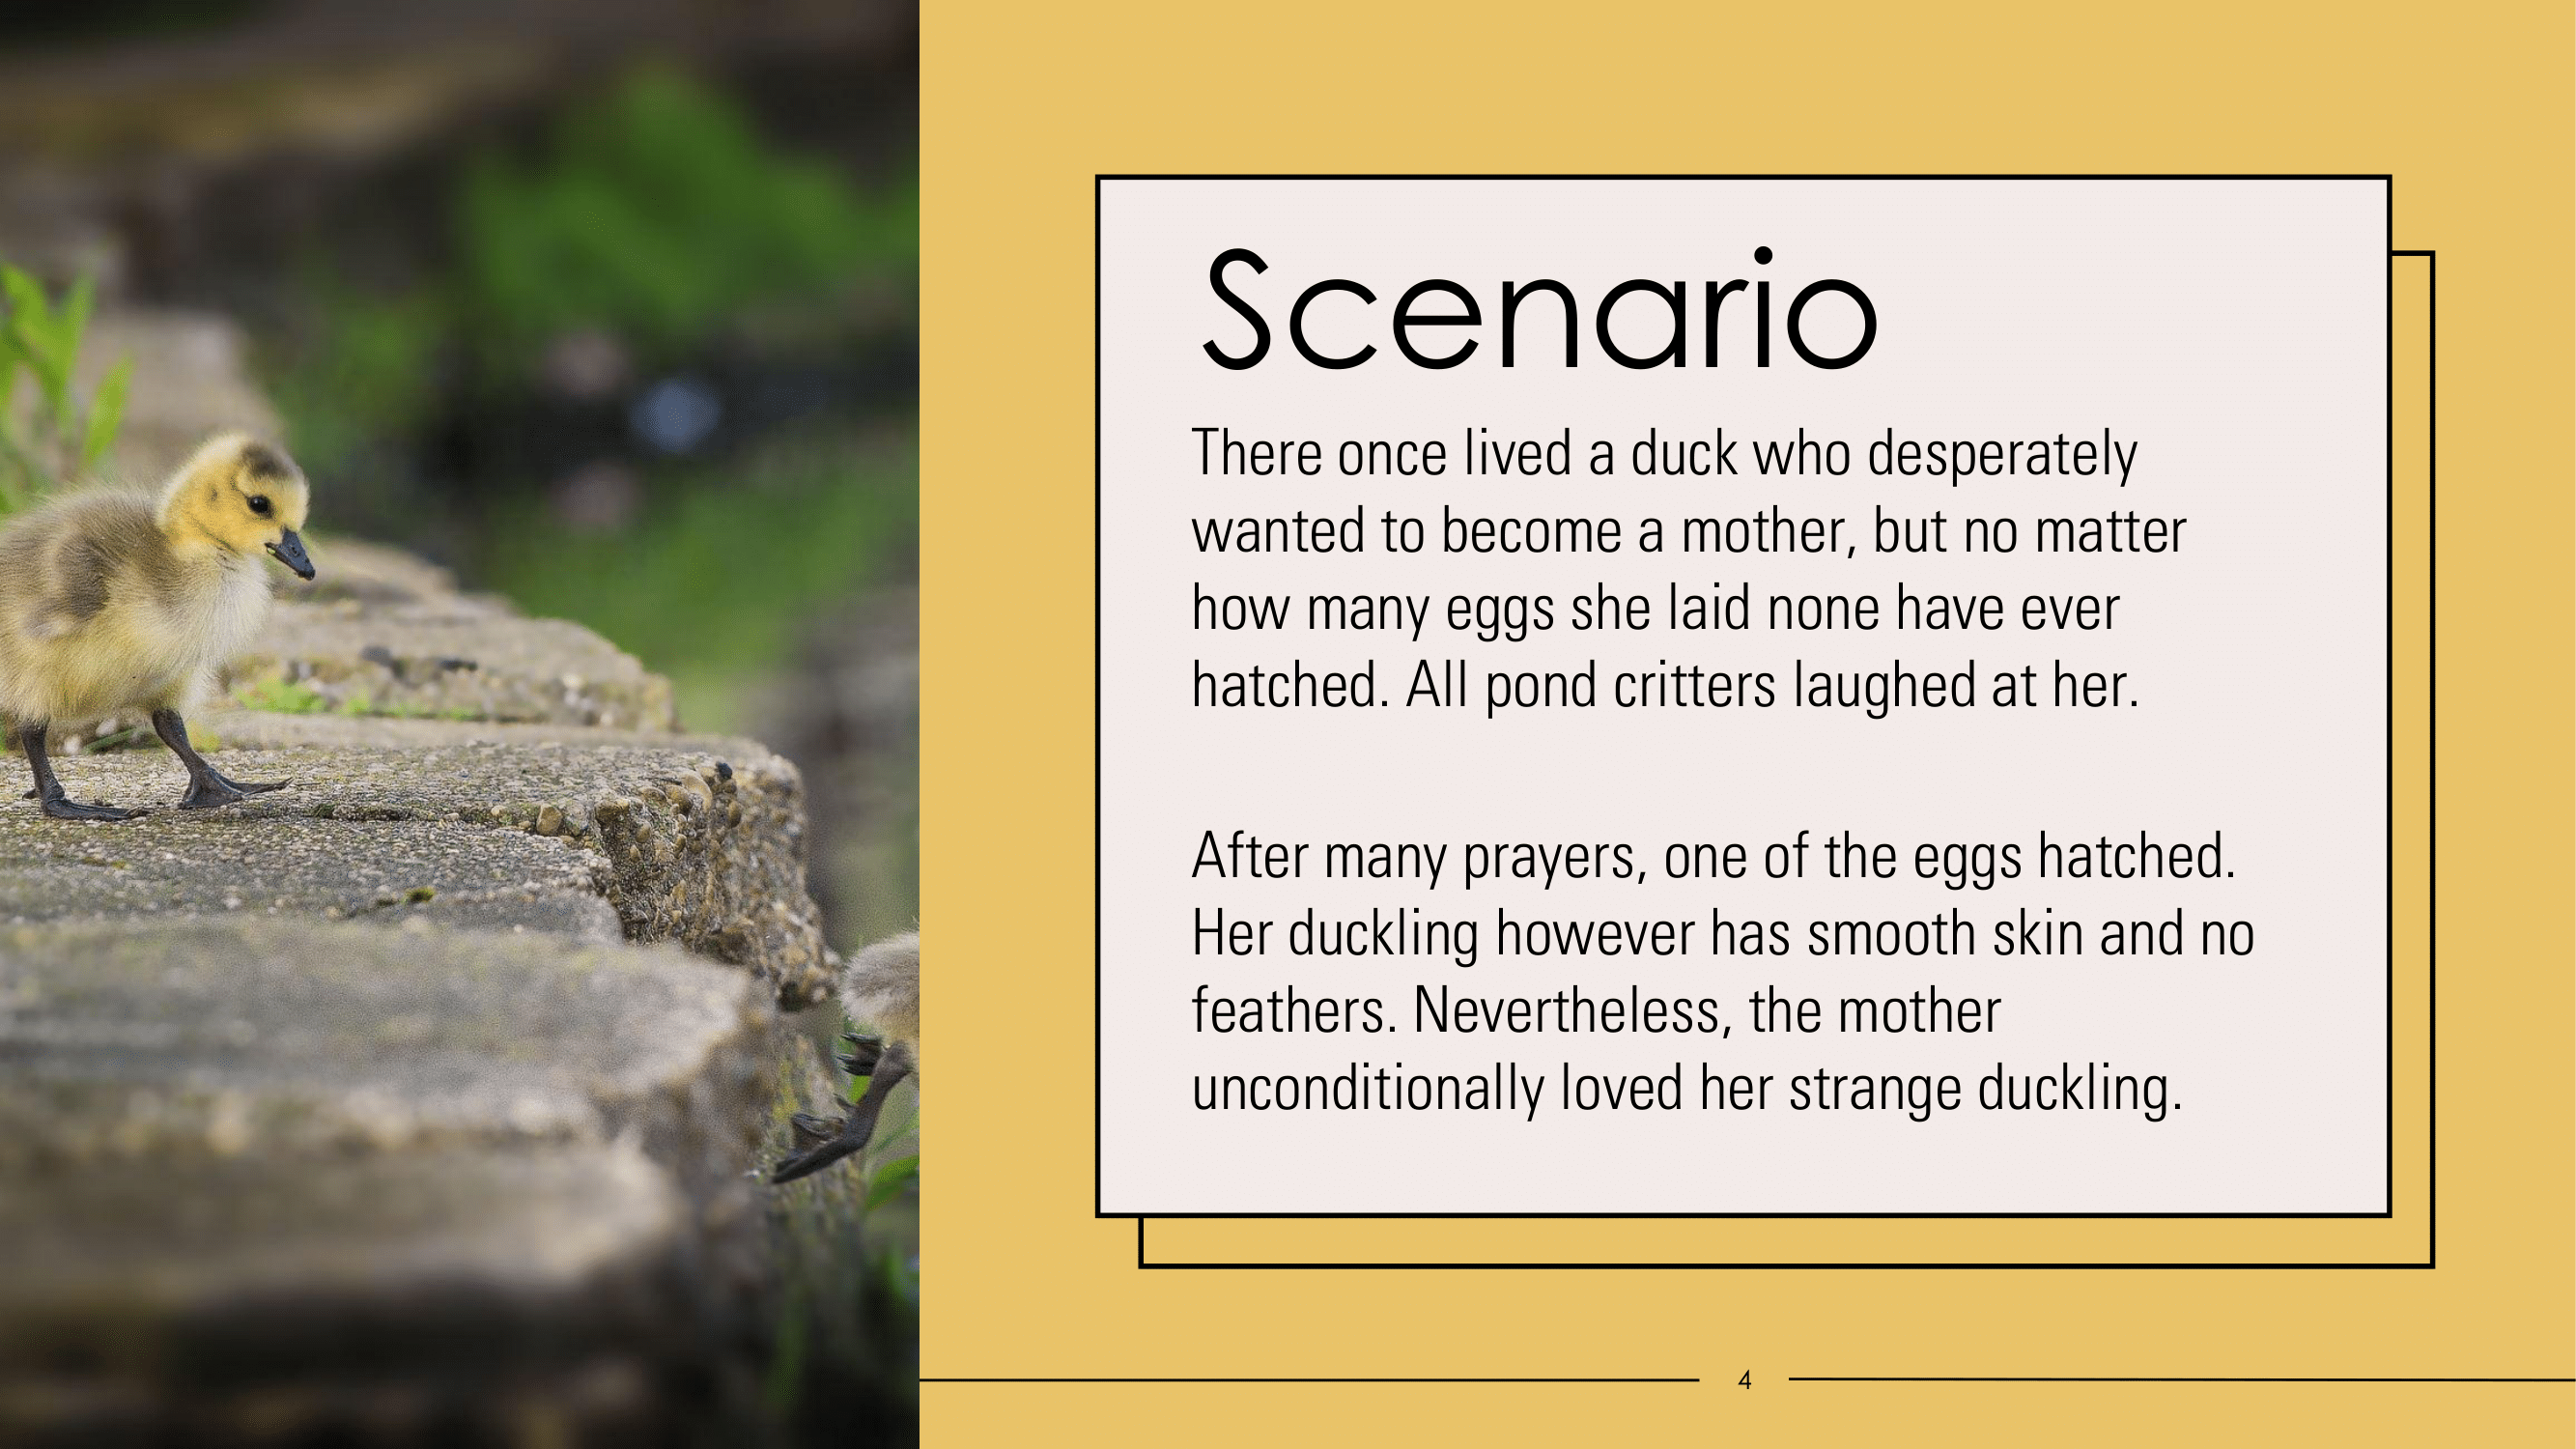 Scenario
There once lived a duck who desperately
wanted to become a mother, but no matter
how many eggs she laid none have ever
hatched. All pond critters laughed at her.
After many prayers, one of the eggs hatched.
Her duckling however has smooth skin and no
feathers. Nevertheless, the mother
unconditionally loved her strange duckling.
4